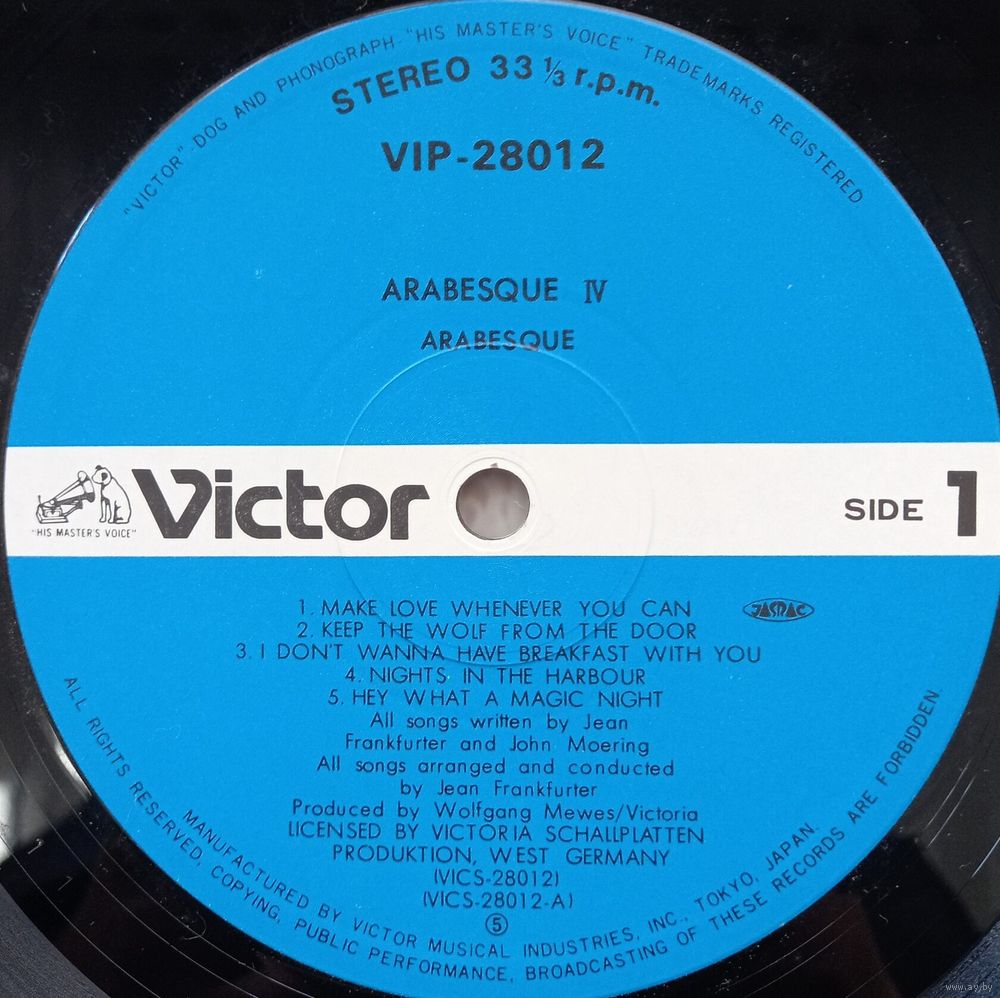 "VICTOR"-DOG AND PHONOGRAPH-"HIS MASTER'S VOICE" TRADEMARKS REGISTERED
STEREO 33 1/3 r.p.m.
VIP-28012
ARABESQUE IV
ARABESQUE
"HIS MASTER'S VOICE"
Victor
SIDE 1
1. MAKE LOVE WHENEVER YOU CAN
JASRAC
2. KEEP THE WOLF FROM THE DOOR
3. I DON'T WANNA HAVE BREAKFAST WITH YOU
4. NIGHTS IN THE HARBOUR
5. HEY WHAT A MAGIC NIGHT
All songs written by Jean
Frankfurter and John Moering
All songs arranged and conducted
by Jean Frankfurter
Produced by Wolfgang Mewes/Victoria
LICENSED BY VICTORIA SCHALLPLATTEN
PRODUKTION, WEST GERMANY
(VICS-28012)
(VICS-28012-A)
⑤
MANUFACTURED BY VICTOR MUSICAL INDUSTRIES, INC., TOKYO, JAPAN.
ALL RIGHTS RESERVED, COPYING, PUBLIC PERFORMANCE, BROADCASTING OF THESE RECORDS ARE FORBIDDEN.
www.ay.by